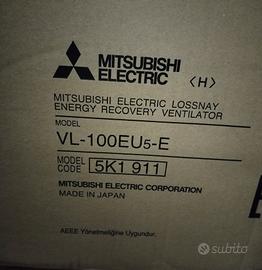 MITSUBISHI
ELECTRIC
<H>
MITSUBISHI ELECTRIC LOSSNAY
ENERGY RECOVERY VENTILATOR
MODEL
VL-100EU5-E
MODEL
CODE
5K1 911
MITSUBISHI ELECTRIC CORPORATION
MADE IN JAPAN
AEEE Yönetmeliğine Uygundur.
subito